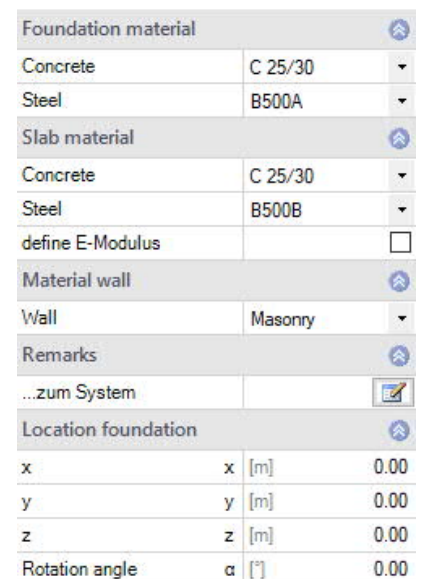 Foundation material
Concrete C 25/30
Steel B500A
Slab material
Concrete C 25/30
Steel B500B
define E-Modulus
Material wall
Wall Masonry
Remarks
...zum System
Location foundation
x x [m] 0.00
y y [m] 0.00
z z [m] 0.00
Rotation angle α [°] 0.00